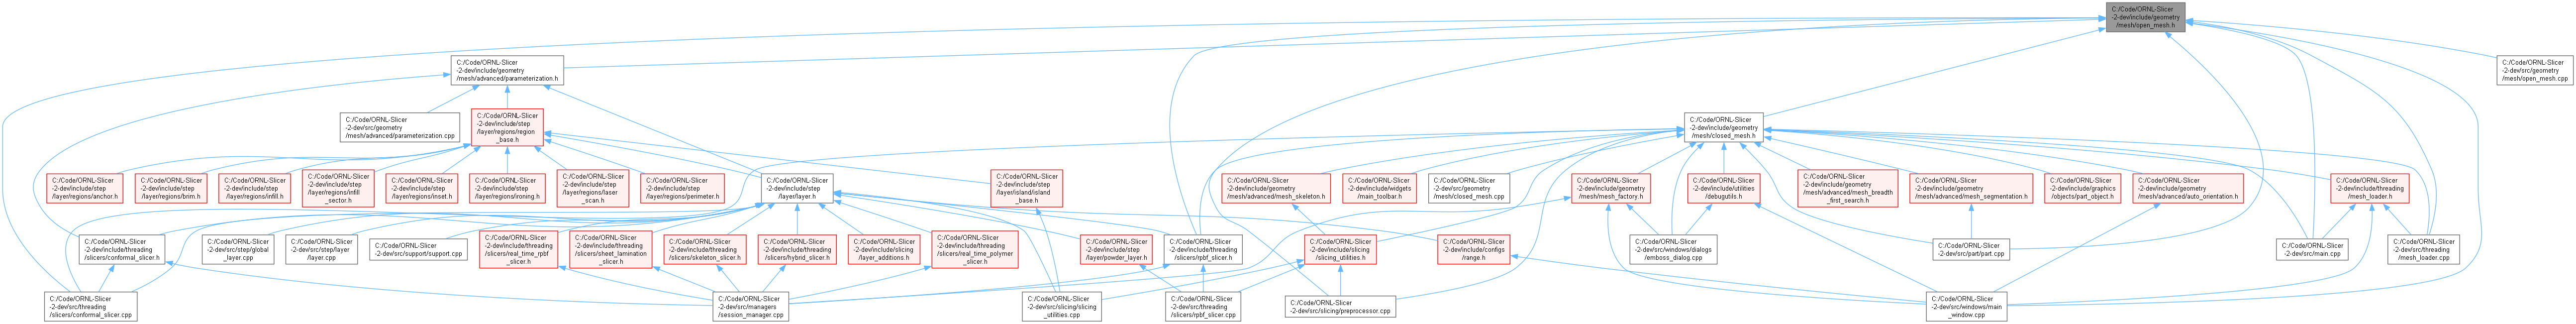 C:/Code/ORNL-Slicer
-2-dev/include/geometry
/mesh/open_mesh.h
C:/Code/ORNL-Slicer
-2-dev/include/geometry
/mesh/advanced/parameterization.h
C:/Code/ORNL-Slicer
-2-dev/src/geometry
/mesh/open_mesh.cpp
C:/Code/ORNL-Slicer
-2-dev/src/geometry
/mesh/advanced/parameterization.cpp
C:/Code/ORNL-Slicer
-2-dev/include/step
/layer/regions/region
_base.h
C:/Code/ORNL-Slicer
-2-dev/include/geometry
/mesh/closed_mesh.h
C:/Code/ORNL-Slicer
-2-dev/include/step
/layer/regions/anchor.h
C:/Code/ORNL-Slicer
-2-dev/include/step
/layer/regions/brim.h
C:/Code/ORNL-Slicer
-2-dev/include/step
/layer/regions/infill.h
C:/Code/ORNL-Slicer
-2-dev/include/step
/layer/regions/infill
_sector.h
C:/Code/ORNL-Slicer
-2-dev/include/step
/layer/regions/inset.h
C:/Code/ORNL-Slicer
-2-dev/include/step
/layer/regions/ironing.h
C:/Code/ORNL-Slicer
-2-dev/include/step
/layer/regions/laser
_scan.h
C:/Code/ORNL-Slicer
-2-dev/include/step
/layer/regions/perimeter.h
C:/Code/ORNL-Slicer
-2-dev/include/step
/layer/layer.h
C:/Code/ORNL-Slicer
-2-dev/include/step
/layer/island/island
_base.h
C:/Code/ORNL-Slicer
-2-dev/include/geometry
/mesh/advanced/mesh_skeleton.h
C:/Code/ORNL-Slicer
-2-dev/include/widgets
/main_toolbar.h
C:/Code/ORNL-Slicer
-2-dev/src/geometry
/mesh/closed_mesh.cpp
C:/Code/ORNL-Slicer
-2-dev/include/geometry
/mesh/mesh_factory.h
C:/Code/ORNL-Slicer
-2-dev/include/utilities
/debugutils.h
C:/Code/ORNL-Slicer
-2-dev/include/geometry
/mesh/advanced/mesh_breadth
_first_search.h
C:/Code/ORNL-Slicer
-2-dev/include/geometry
/mesh/advanced/mesh_segmentation.h
C:/Code/ORNL-Slicer
-2-dev/include/graphics
/objects/part_object.h
C:/Code/ORNL-Slicer
-2-dev/include/geometry
/mesh/advanced/auto_orientation.h
C:/Code/ORNL-Slicer
-2-dev/include/threading
/mesh_loader.h
C:/Code/ORNL-Slicer
-2-dev/include/threading
/slicers/conformal_slicer.h
C:/Code/ORNL-Slicer
-2-dev/src/step/global
_layer.cpp
C:/Code/ORNL-Slicer
-2-dev/src/step/layer
/layer.cpp
C:/Code/ORNL-Slicer
-2-dev/src/support/support.cpp
C:/Code/ORNL-Slicer
-2-dev/include/threading
/slicers/real_time_rpbf
_slicer.h
C:/Code/ORNL-Slicer
-2-dev/include/threading
/slicers/sheet_lamination
_slicer.h
C:/Code/ORNL-Slicer
-2-dev/include/threading
/slicers/skeleton_slicer.h
C:/Code/ORNL-Slicer
-2-dev/include/threading
/slicers/hybrid_slicer.h
C:/Code/ORNL-Slicer
-2-dev/include/slicing
/layer_additions.h
C:/Code/ORNL-Slicer
-2-dev/include/threading
/slicers/real_time_polymer
_slicer.h
C:/Code/ORNL-Slicer
-2-dev/include/step
/layer/powder_layer.h
C:/Code/ORNL-Slicer
-2-dev/include/threading
/slicers/rpbf_slicer.h
C:/Code/ORNL-Slicer
-2-dev/include/slicing
/slicing_utilities.h
C:/Code/ORNL-Slicer
-2-dev/include/configs
/range.h
C:/Code/ORNL-Slicer
-2-dev/src/windows/dialogs
/emboss_dialog.cpp
C:/Code/ORNL-Slicer
-2-dev/src/part/part.cpp
C:/Code/ORNL-Slicer
-2-dev/src/main.cpp
C:/Code/ORNL-Slicer
-2-dev/src/threading
/mesh_loader.cpp
C:/Code/ORNL-Slicer
-2-dev/src/threading
/slicers/conformal_slicer.cpp
C:/Code/ORNL-Slicer
-2-dev/src/managers
/session_manager.cpp
C:/Code/ORNL-Slicer
-2-dev/src/slicing/slicing
_utilities.cpp
C:/Code/ORNL-Slicer
-2-dev/src/threading
/slicers/rpbf_slicer.cpp
C:/Code/ORNL-Slicer
-2-dev/src/slicing/preprocessor.cpp
C:/Code/ORNL-Slicer
-2-dev/src/windows/main
_window.cpp